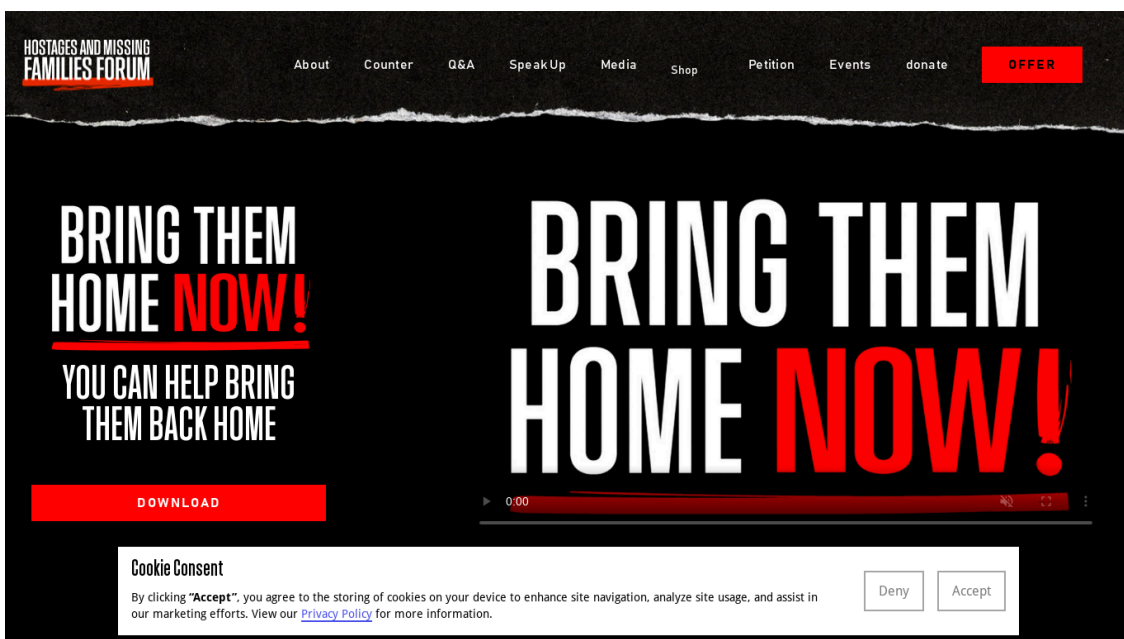 HOSTAGES AND MISSING
FAMILIES FORUM
About Counter Q&A Speak Up Media Shop Petition Events donate OFFER
BRING THEM
HOME NOW!
YOU CAN HELP BRING
THEM BACK HOME
DOWNLOAD
BRING THEM
HOME NOW!
0:00
Cookie Consent
By clicking “Accept”, you agree to the storing of cookies on your device to enhance site navigation, analyze site usage, and assist in
our marketing efforts. View our Privacy Policy for more information.
Deny Accept